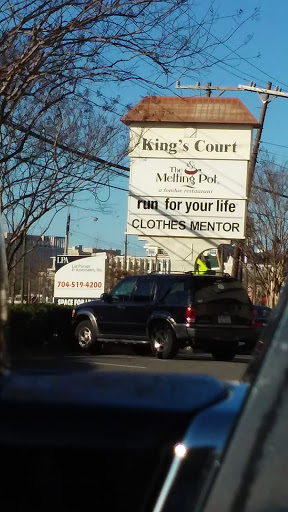 King's Court
The
Melting Pot
a fondue restaurant
run for your life
CLOTHES MENTOR
LPA
704-519-4200